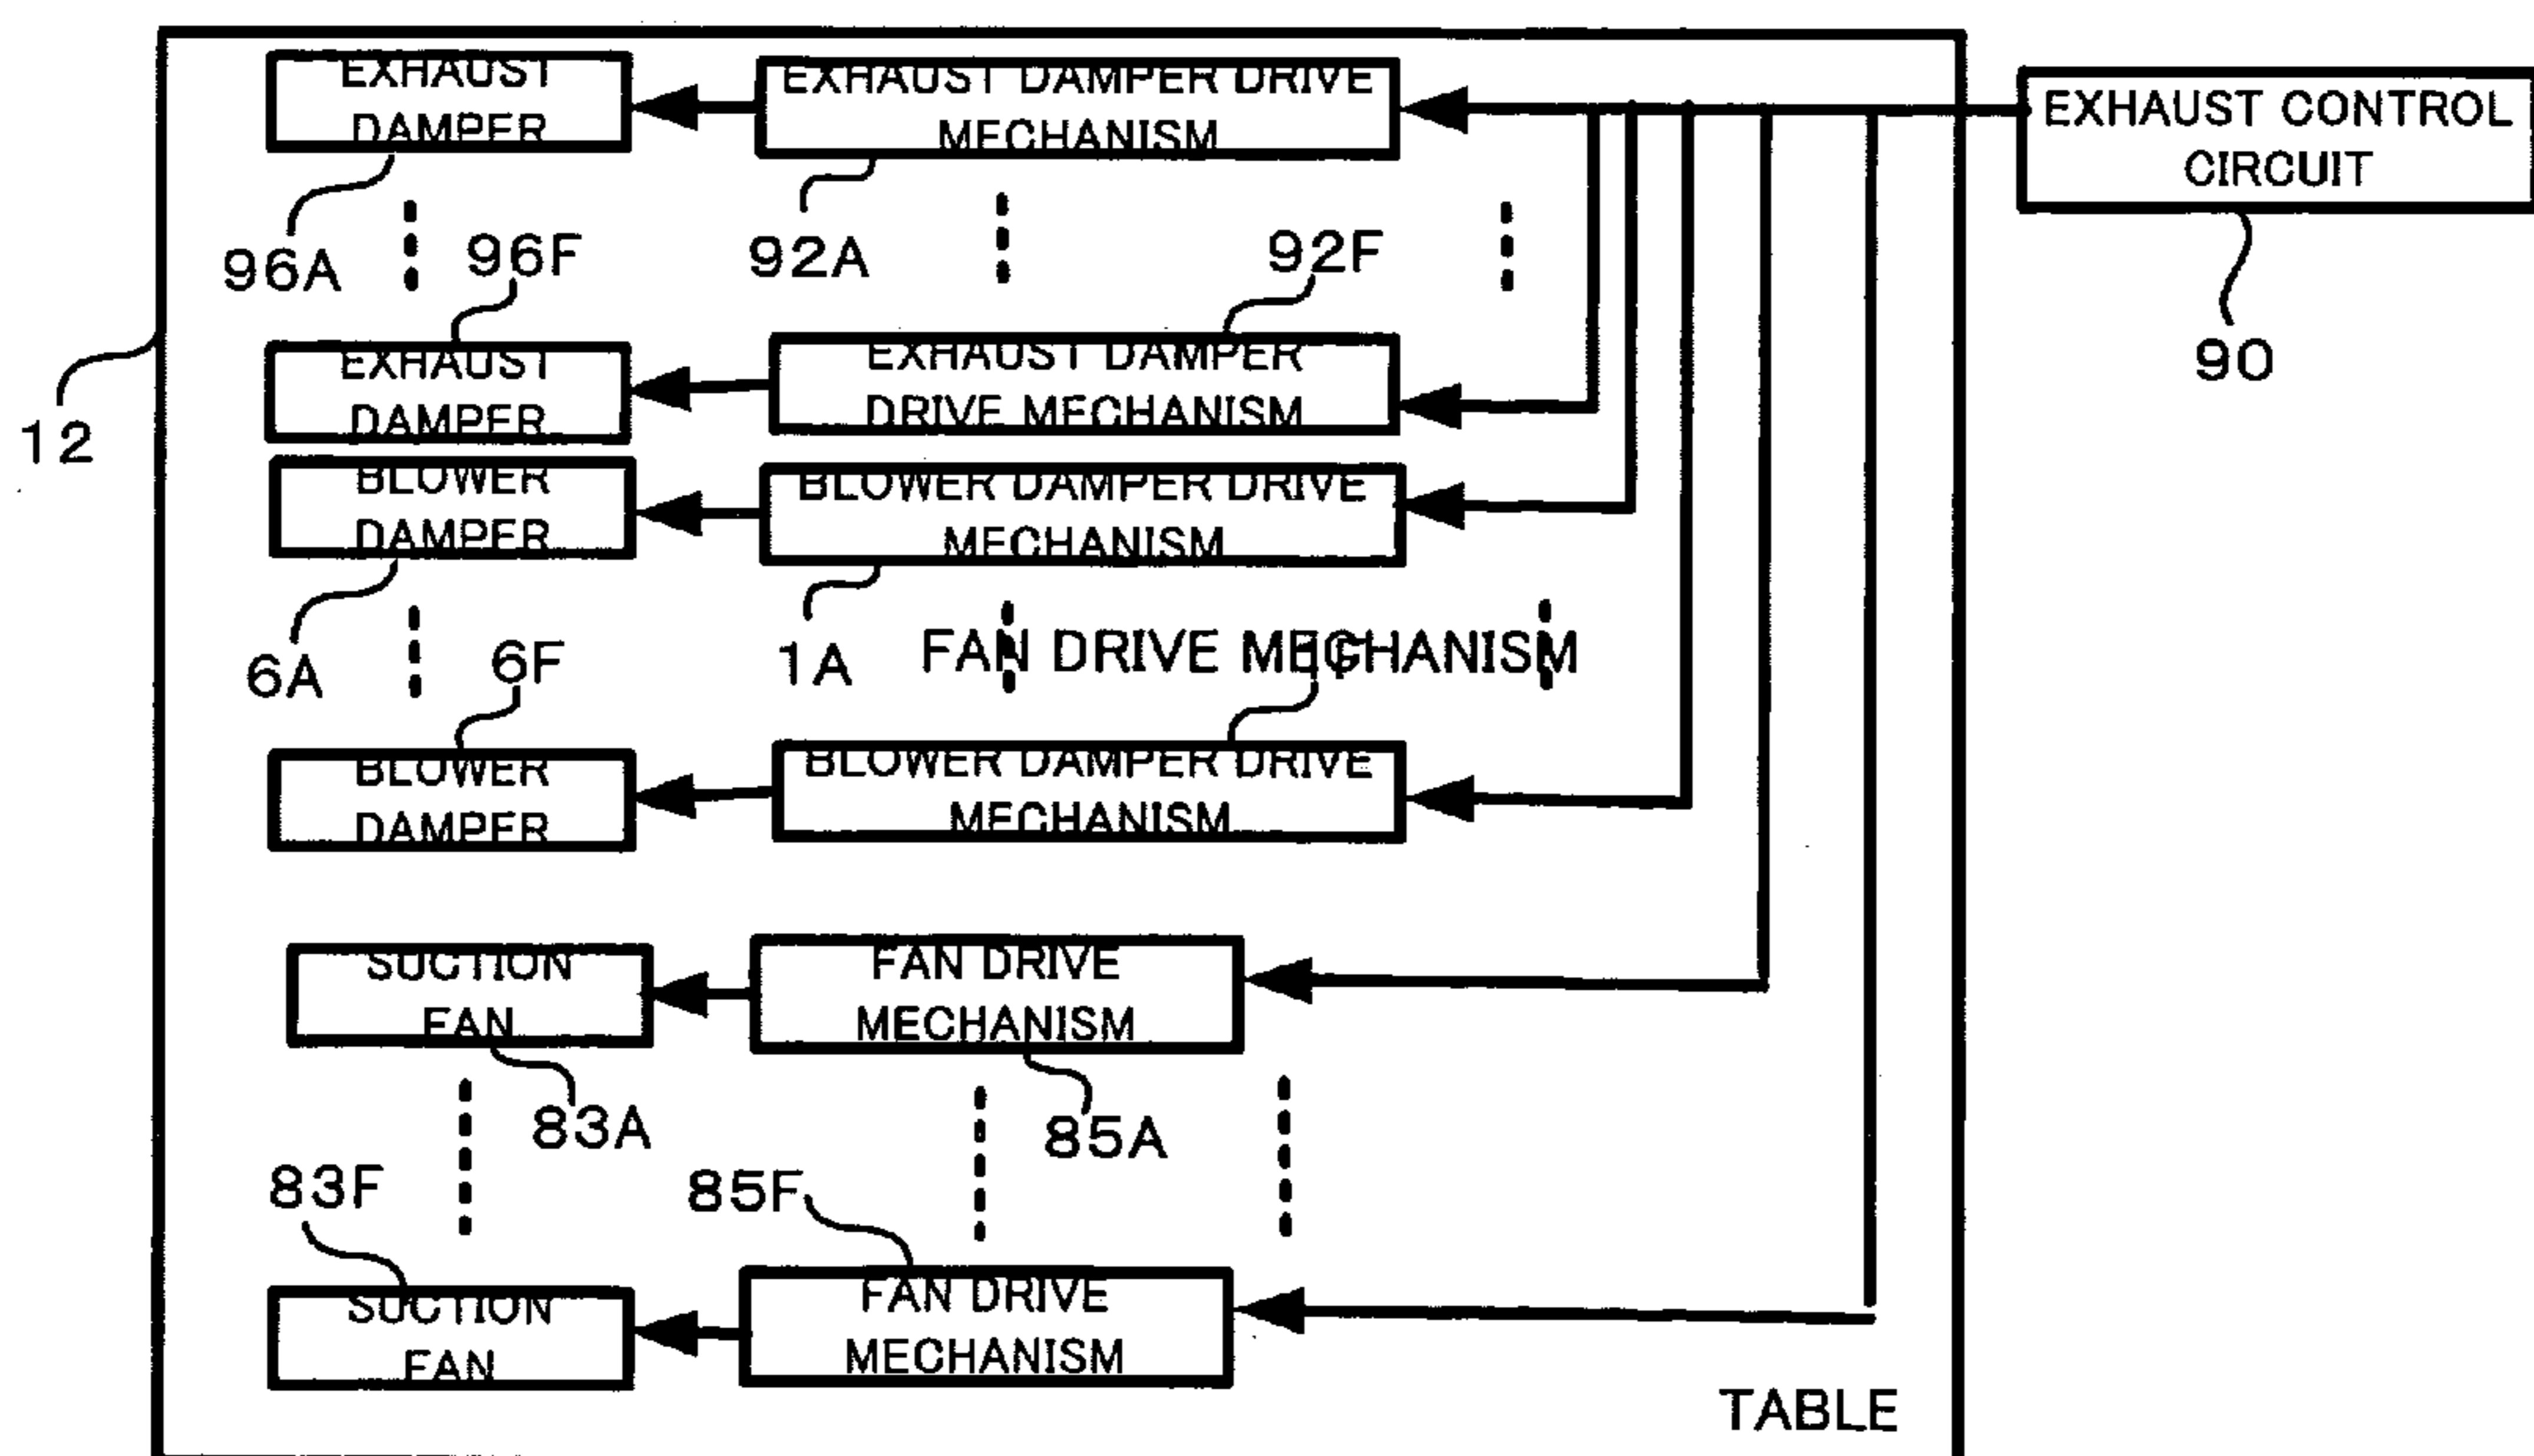 EXHAUST
DAMPER
EXHAUST DAMPER DRIVE
MECHANISM
EXHAUST CONTROL
CIRCUIT
96A
96F
92A
92F
90
12
EXHAUST
DAMPER
EXHAUST DAMPER
DRIVE MECHANISM
BLOWER
DAMPER
BLOWER DAMPER DRIVE
MECHANISM
6A
6F
1A
FAN DRIVE MECHANISM
BLOWER
DAMPER
BLOWER DAMPER DRIVE
MECHANISM
SUCTION
FAN
FAN DRIVE
MECHANISM
83A
85A
83F
85F
SUCTION
FAN
FAN DRIVE
MECHANISM
TABLE